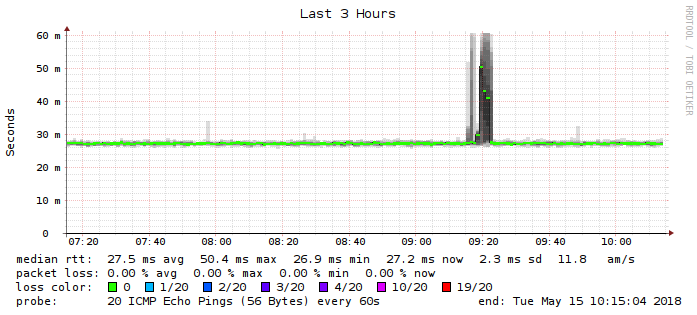 Last 3 Hours
RRDTOOL / TOBI OETIKER
Seconds
60 m
50 m
40 m
30 m
20 m
10 m
0
07:20 07:40 08:00 08:20 08:40 09:00 09:20 09:40 10:00
median rtt: 27.5 ms avg 50.4 ms max 26.9 ms min 27.2 ms now 2.3 ms sd 11.8 am/s
packet loss: 0.00 % avg 0.00 % max 0.00 % min 0.00 % now
loss color: 0 1/20 2/20 3/20 4/20 10/20 19/20
probe: 20 ICMP Echo Pings (56 Bytes) every 60s end: Tue May 15 10:15:04 2018